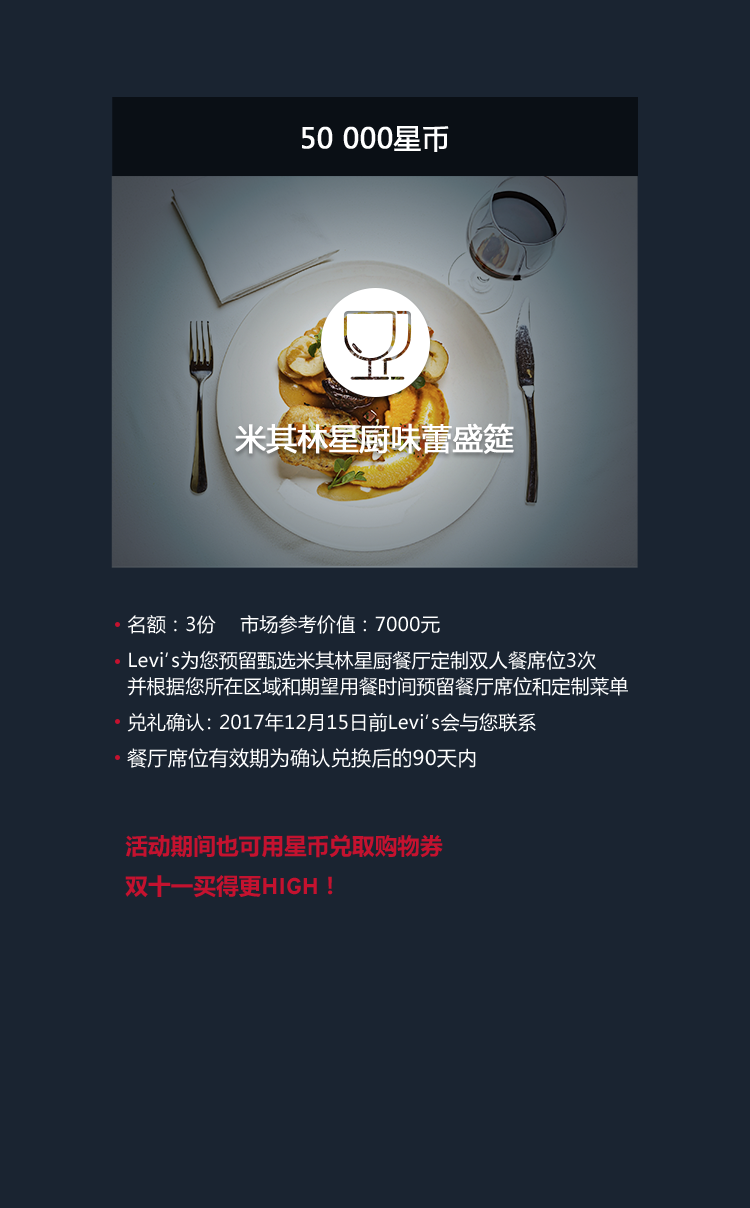 50 000星币
米其林星厨味蕾盛筵
• 名额：3份 市场参考价值：7000元
• Levi's为您预留甄选米其林星厨餐厅定制双人餐席位3次
并根据您所在区域和期望用餐时间预留餐厅席位和定制菜单
• 兑礼确认: 2017年12月15日前Levi's会与您联系
• 餐厅席位有效期为确认兑换后的90天内
活动期间也可用星币兑取购物券
双十一买得更HIGH！